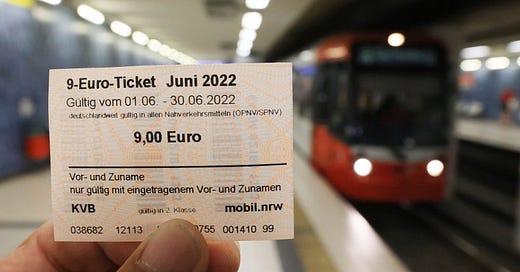 9-Euro-Ticket Juni 2022
Gültig vom 01.06. - 30.06.2022
deutschlandweit gültig in allen Nahverkehrsmitteln (ÖPNV/SPNV)
9,00 Euro
Vor- und Zuname
nur gültig mit eingetragenem Vor- und Zunamen
KVB gültig in 2. Klasse mobil.nrw
038682 12113 255755 001410 99